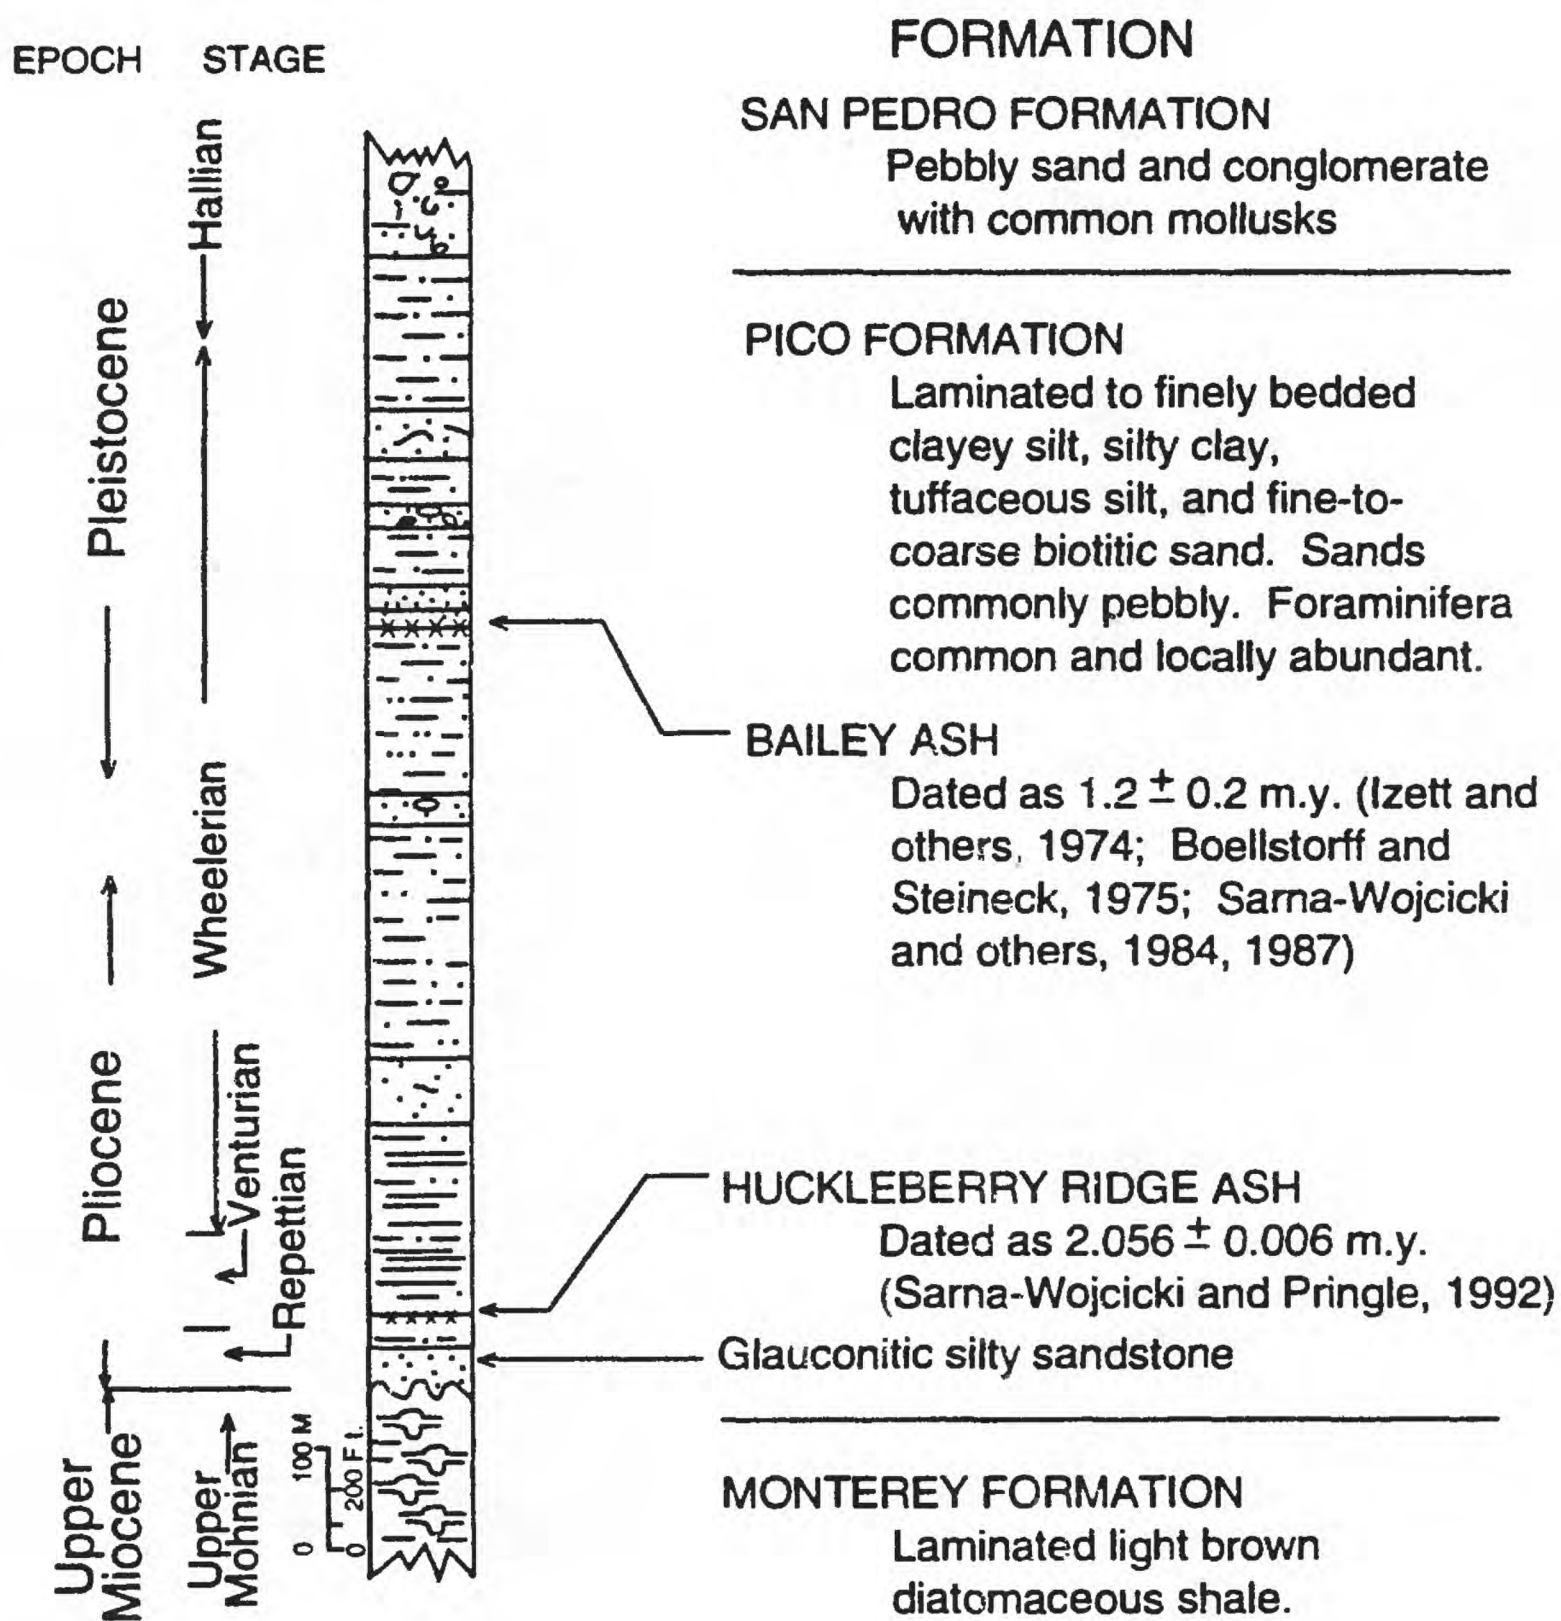 EPOCH STAGE
FORMATION
SAN PEDRO FORMATION
Pebbly sand and conglomerate
with common mollusks
PICO FORMATION
Laminated to finely bedded
clayey silt, silty clay,
tuffaceous silt, and fine-to-
coarse biotitic sand. Sands
commonly pebbly. Foraminifera
common and locally abundant.
BAILEY ASH
Dated as 1.2 ± 0.2 m.y. (Izett and
others, 1974; Boellstorff and
Steineck, 1975; Sarna-Wojcicki
and others, 1984, 1987)
HUCKLEBERRY RIDGE ASH
Dated as 2.056 ± 0.006 m.y.
(Sarna-Wojcicki and Pringle, 1992)
Glauconitic silty sandstone
MONTEREY FORMATION
Laminated light brown
diatomaceous shale.
Pleistocene
Pliocene
Upper
Miocene
Hallian
Wheelerian
Venturian
Repettian
Upper
Mohnian
0 100 M
0 200 Ft.